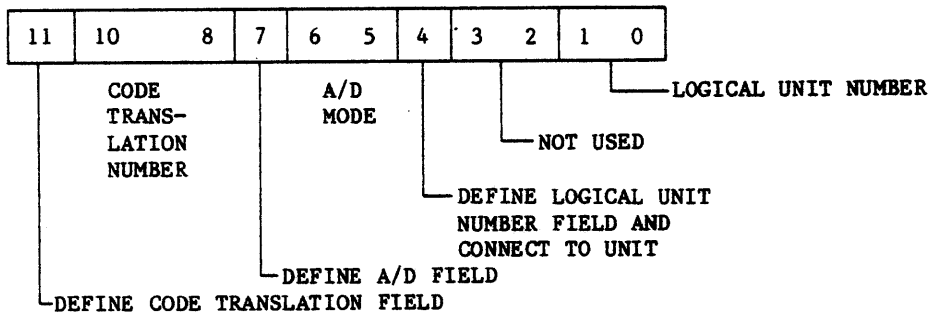 11 10 8 7 6 5 4 3 2 1 0
LOGICAL UNIT NUMBER
CODE
TRANS-
LATION
NUMBER
A/D
MODE
NOT USED
DEFINE LOGICAL UNIT
NUMBER FIELD AND
CONNECT TO UNIT
DEFINE A/D FIELD
DEFINE CODE TRANSLATION FIELD